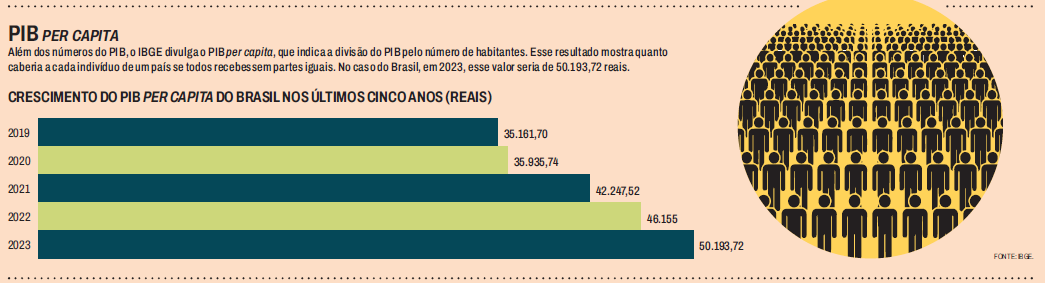 PIB PER CAPITA
Além dos números do PIB, o IBGE divulga o PIB per capita, que indica a divisão do PIB pelo número de habitantes. Esse resultado mostra quanto
caberia a cada indivíduo de um país se todos recebessem partes iguais. No caso do Brasil, em 2023, esse valor seria de 50.193,72 reais.
CRESCIMENTO DO PIB PER CAPITA DO BRASIL NOS ÚLTIMOS CINCO ANOS (REAIS)
2019 35.161,70
2020 35.935,74
2021 42.247,52
2022 46.155
2023 50.193,72
FONTE: IBGE.